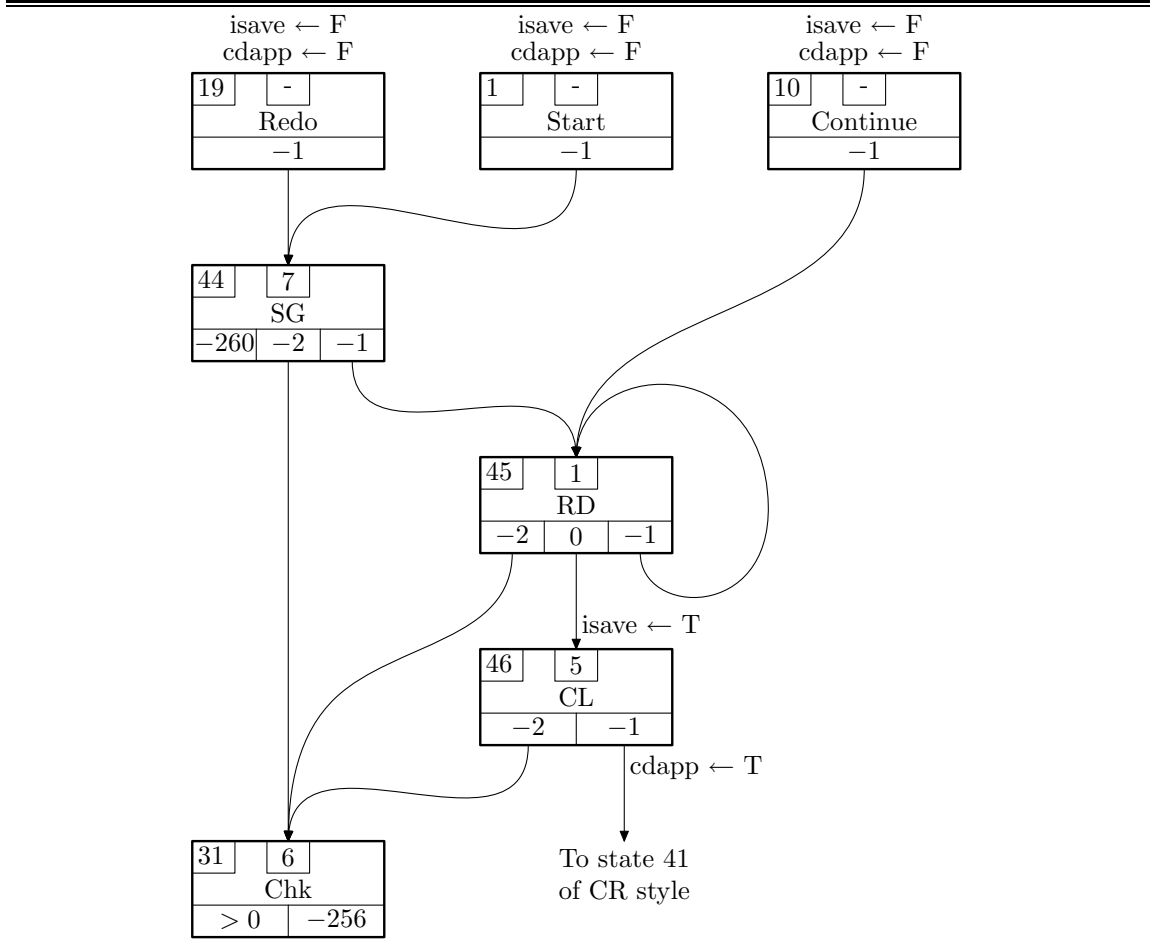 isave ← F isave ← F isave ← F
cdapp ← F cdapp ← F cdapp ← F
19 - 1 - 10 -
Redo Start Continue
−1 −1 −1
44 7
SG
−260 −2 −1
45 1
RD
−2 0 −1
isave ← T
46 5
CL
−2 −1
cdapp ← T
31 6
Chk
> 0 −256
To state 41
of CR style